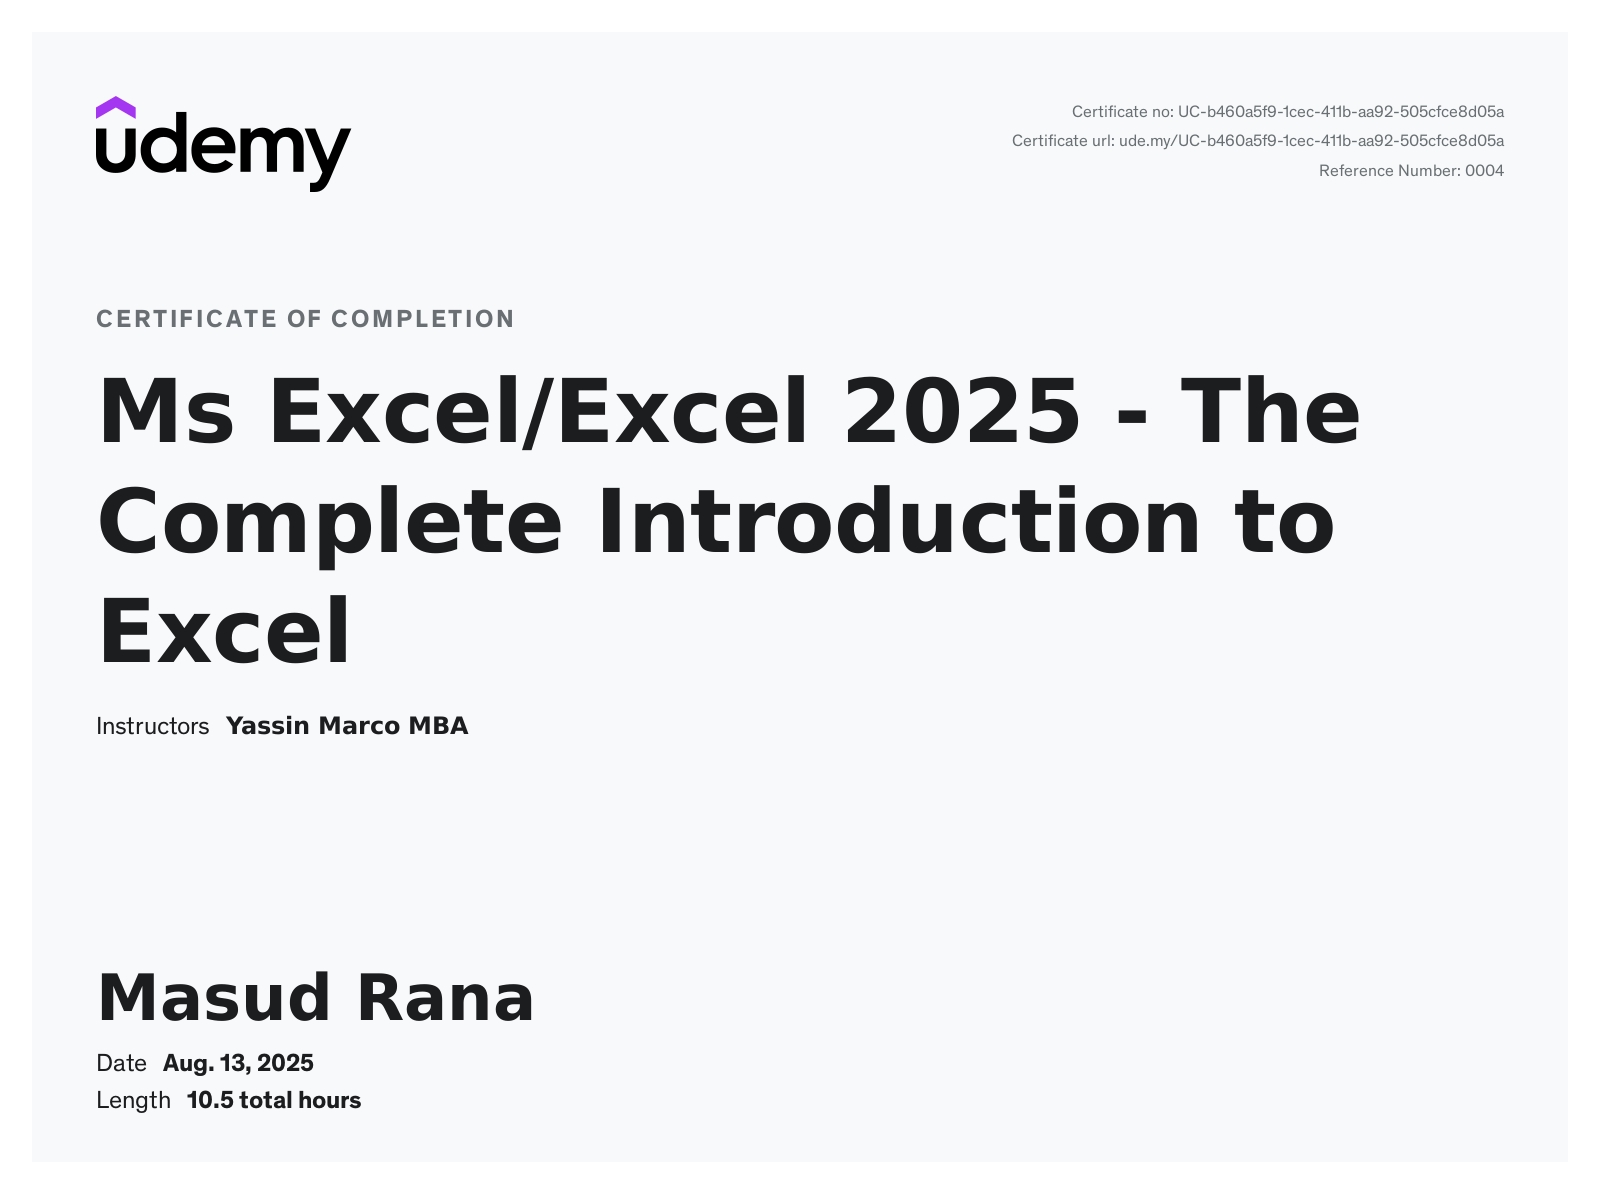 udemy
Certificate no: UC-b460a5f9-1cec-411b-aa92-505cfce8d05a
Certificate url: ude.my/UC-b460a5f9-1cec-411b-aa92-505cfce8d05a
Reference Number: 0004
CERTIFICATE OF COMPLETION
Ms Excel/Excel 2025 - The
Complete Introduction to
Excel
Instructors Yassin Marco MBA
Masud Rana
Date Aug. 13, 2025
Length 10.5 total hours